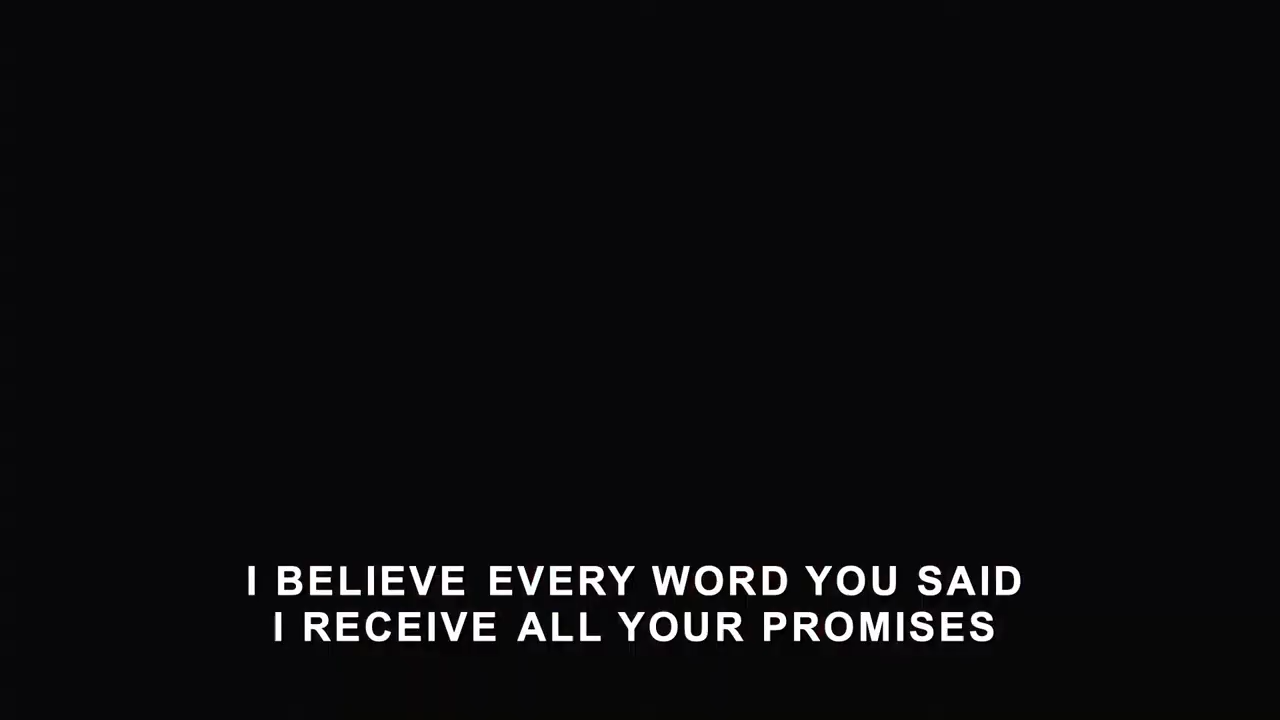 I BELIEVE EVERY WORD YOU SAID
I RECEIVE ALL YOUR PROMISES